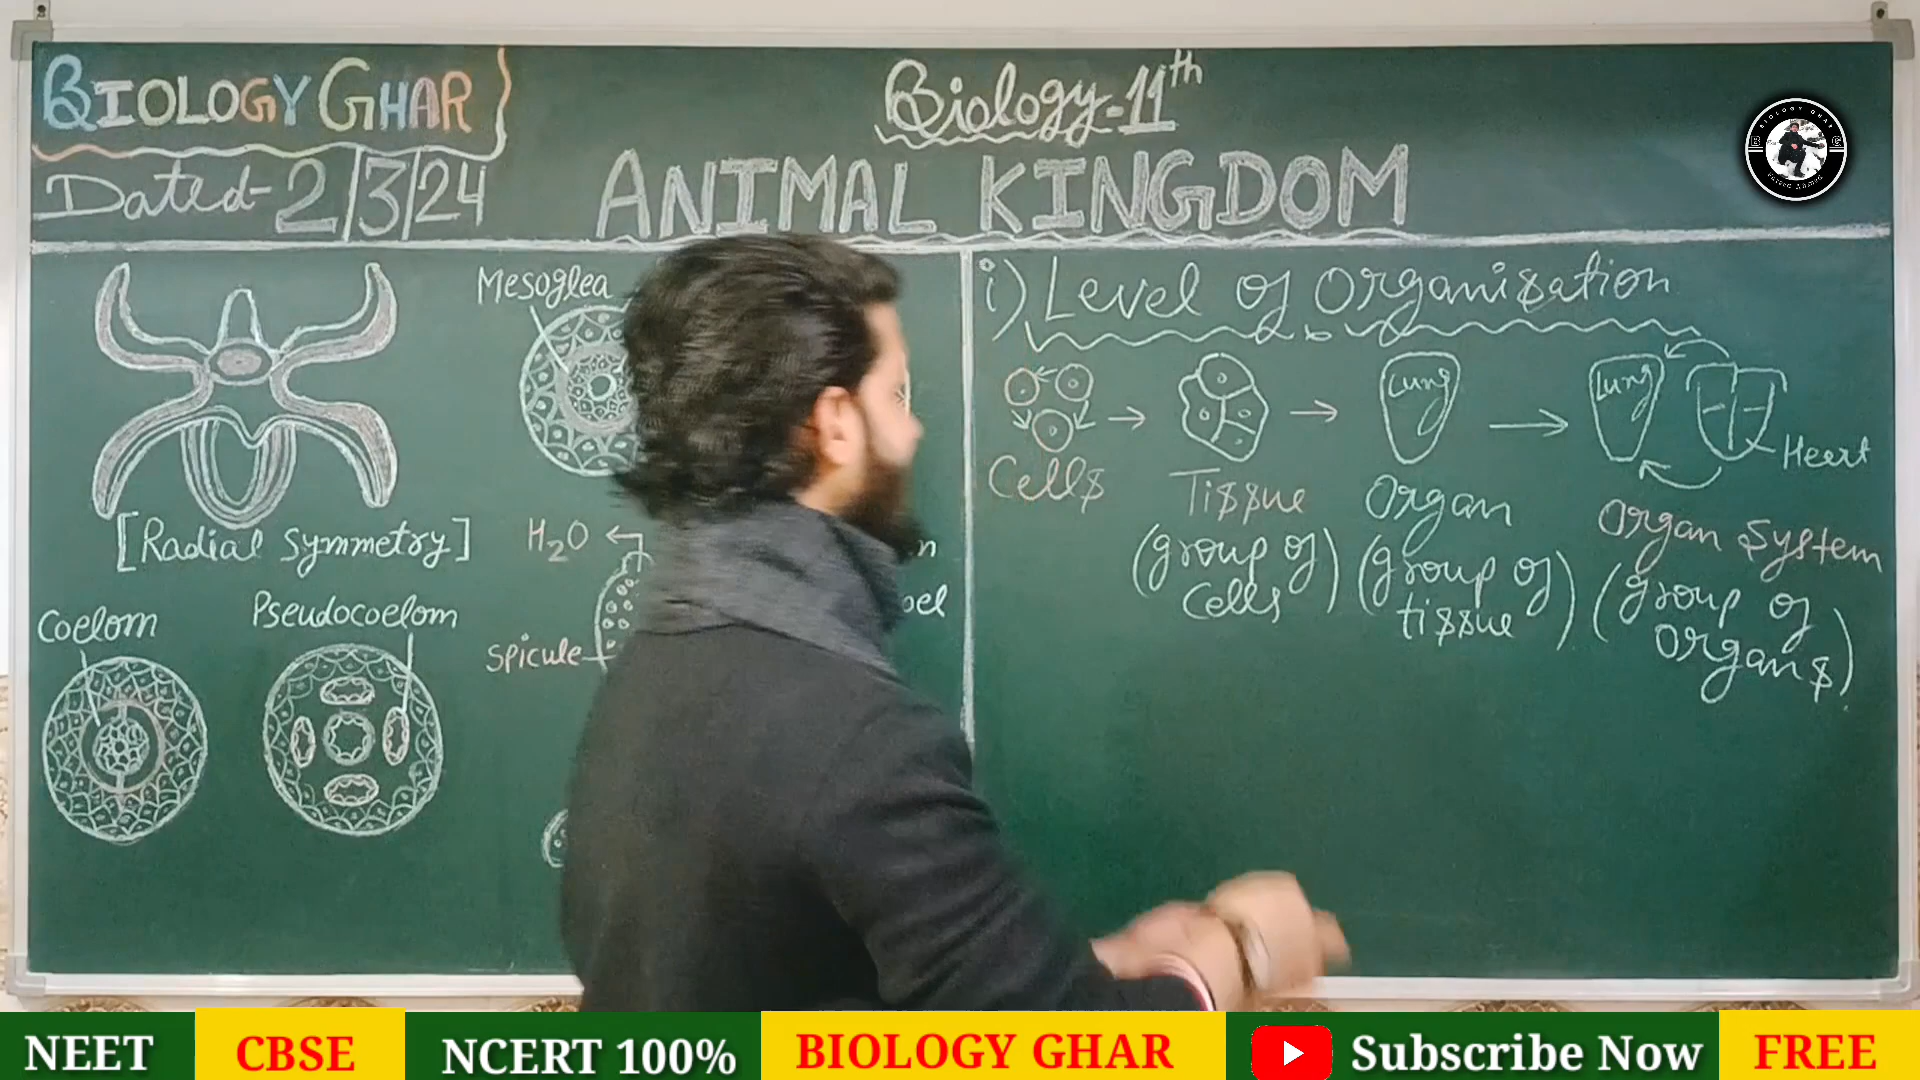 BIOLOGY GHAR
Dated- 2/3/24
Biology-11th
ANIMAL KINGDOM
BIOLOGY GHAR
Mesoglea
[Radial Symmetry]
H2O
Spicule
Coelom
Pseudocoelom
i) Level of Organisation
Lung
Lung
Heart
Cells
Tissue
(group of
Cells)
Organ
(group of
tissue)
Organ System
(group of
organs)
NEET
CBSE
NCERT 100%
BIOLOGY GHAR
Subscribe Now
FREE